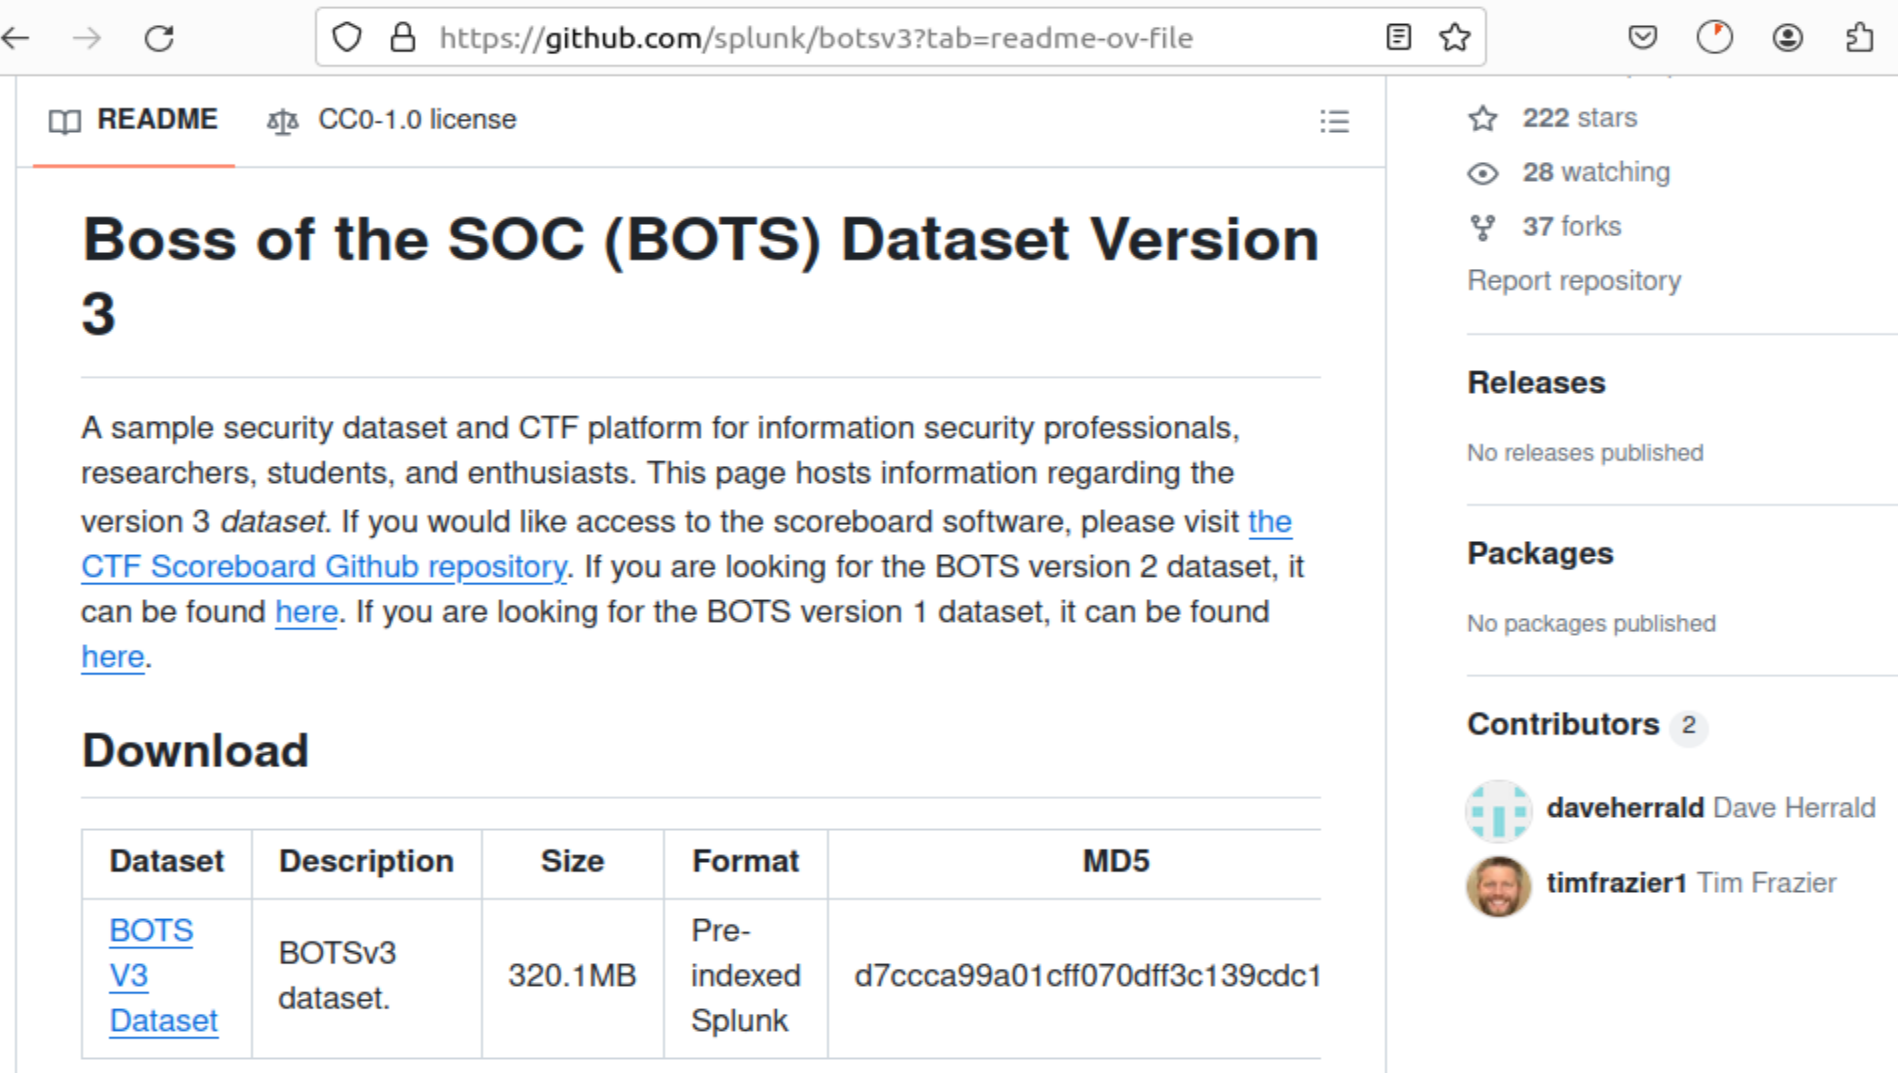 https://github.com/splunk/botsv3?tab=readme-ov-file
README
CC0-1.0 license
Boss of the SOC (BOTS) Dataset Version
3
A sample security dataset and CTF platform for information security professionals,
researchers, students, and enthusiasts. This page hosts information regarding the
version 3 dataset. If you would like access to the scoreboard software, please visit the
CTF Scoreboard Github repository. If you are looking for the BOTS version 2 dataset, it
can be found here. If you are looking for the BOTS version 1 dataset, it can be found
here.
Download
Dataset Description Size Format MD5
BOTS
V3
Dataset
BOTSv3
dataset.
320.1MB
Pre-
indexed
Splunk
d7ccca99a01cff070dff3c139cdc1
222 stars
28 watching
37 forks
Report repository
Releases
No releases published
Packages
No packages published
Contributors 2
daveherrald Dave Herrald
timfrazier1 Tim Frazier